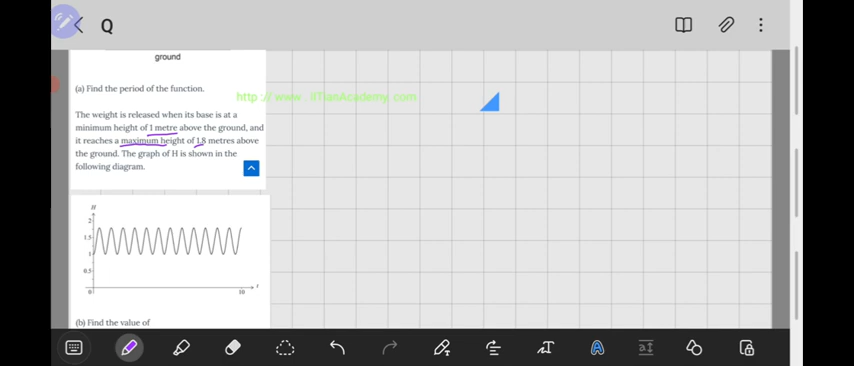 Q
ground
(a) Find the period of the function.
http :// www . IITianAcademy. com
The weight is released when its base is at a
minimum height of 1 metre above the ground, and
it reaches a maximum height of 1.8 metres above
the ground. The graph of H is shown in the
following diagram.
H
2
1.5
1
0.5
0
10
t
(b) Find the value of
T
T
A
a